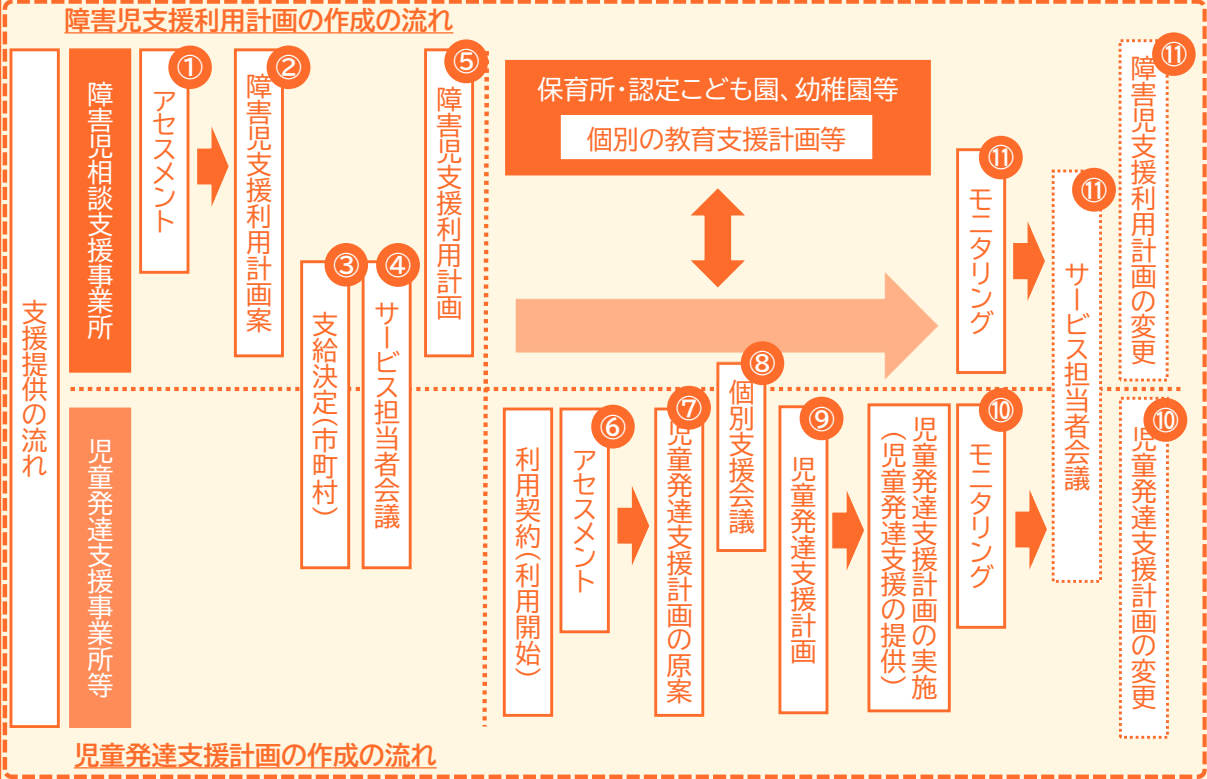 障害児支援利用計画の作成の流れ
支援提供の流れ
障害児相談支援事業所
①
アセスメント
②
障害児支援利用計画案
③
支給決定(市町村)
④
サービス担当者会議
⑤
障害児支援利用計画
保育所・認定こども園、幼稚園等
個別の教育支援計画等
⑪
モニタリング
⑪
サービス担当者会議
⑪
障害児支援利用計画の変更
児童発達支援事業所等
利用契約(利用開始)
⑥
アセスメント
⑦
児童発達支援計画の原案
⑧
個別支援会議
⑨
児童発達支援計画
児童発達支援計画の実施
(児童発達支援の提供)
⑩
モニタリング
⑩
児童発達支援計画の変更
児童発達支援計画の作成の流れ